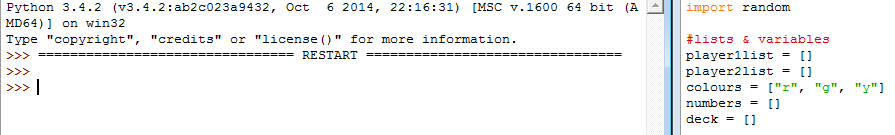 Python 3.4.2 (v3.4.2:ab2c023a9432, Oct  6 2014, 22:16:31) [MSC v.1600 64 bit (A
MD64)] on win32
Type "copyright", "credits" or "license()" for more information.
>>> ================================ RESTART ================================
>>>
>>>
import random
#lists & variables
player1list = []
player2list = []
colours = ["r", "g", "y"]
numbers = []
deck = []